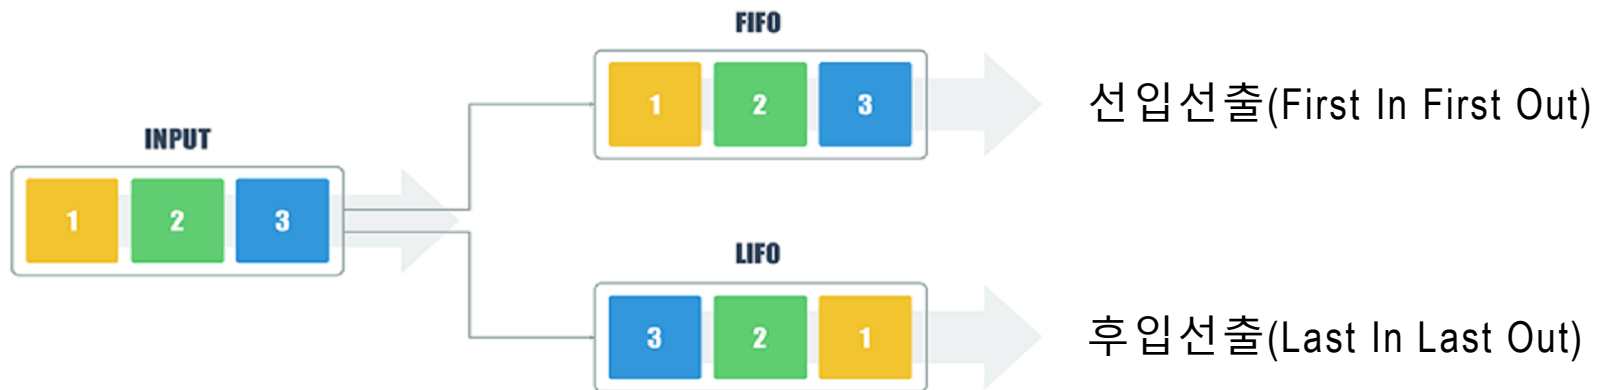 FIFO
1 2 3
선입선출(First In First Out)
INPUT
1 2 3
LIFO
3 2 1
후입선출(Last In Last Out)